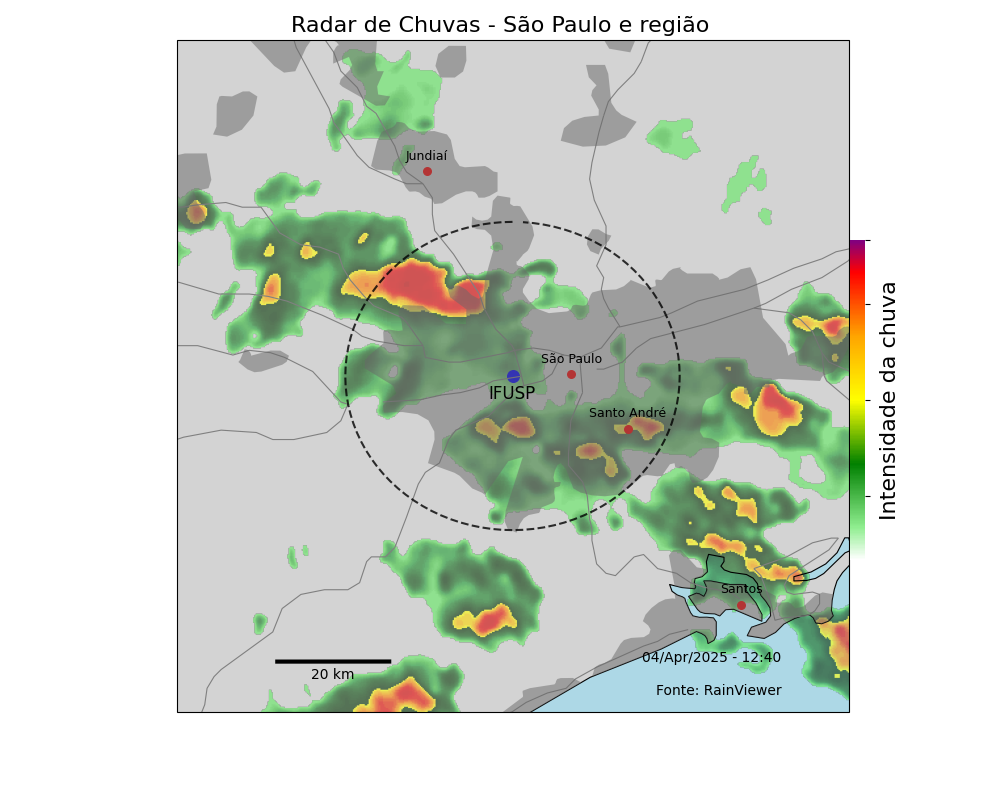 Radar de Chuvas - São Paulo e região
Jundiaí
São Paulo
IFUSP
Santo André
Intensidade da chuva
Santos
04/Apr/2025 - 12:40
20 km
Fonte: RainViewer